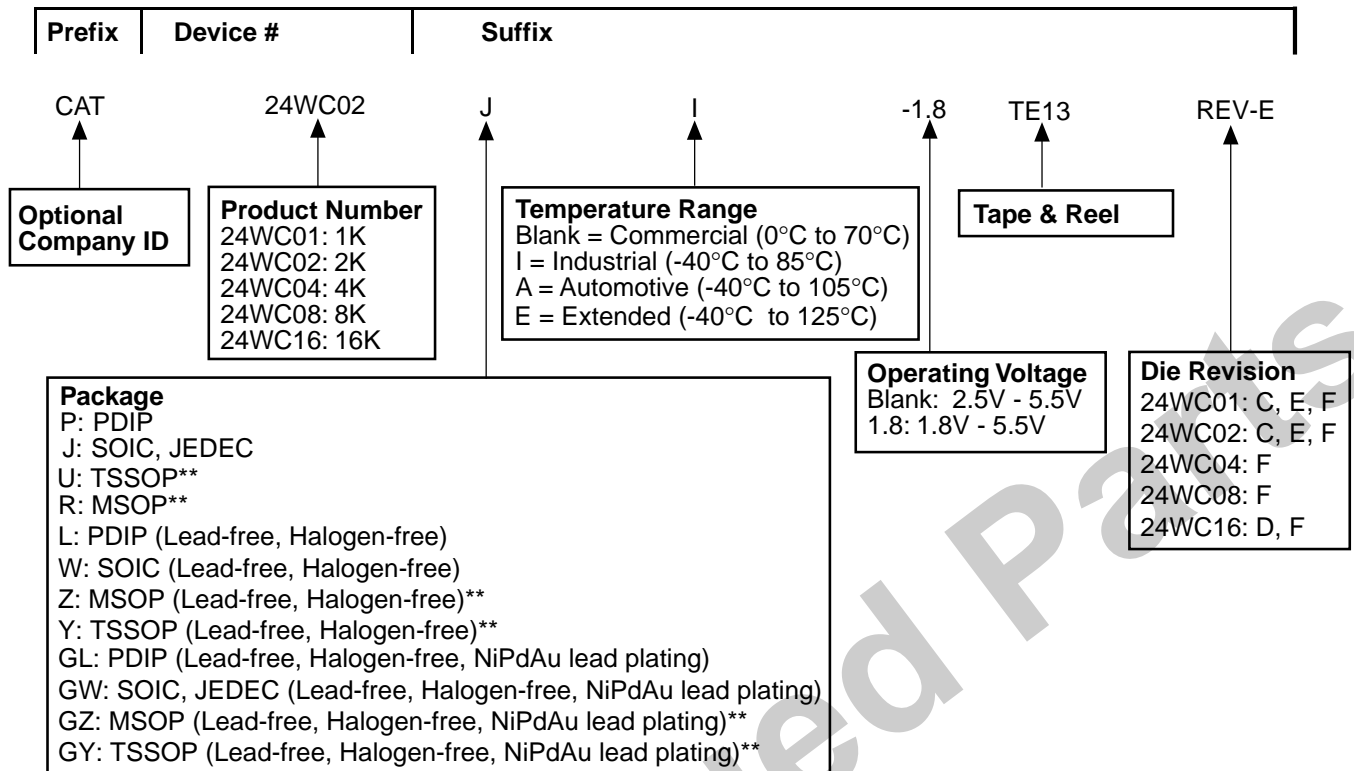 Prefix Device # Suffix
CAT 24WC02 J I -1.8 TE13 REV-E
Optional
Company ID
Product Number
24WC01: 1K
24WC02: 2K
24WC04: 4K
24WC08: 8K
24WC16: 16K
Temperature Range
Blank = Commercial (0°C to 70°C)
I = Industrial (-40°C to 85°C)
A = Automotive (-40°C to 105°C)
E = Extended (-40°C to 125°C)
Tape & Reel
Operating Voltage
Blank: 2.5V - 5.5V
1.8: 1.8V - 5.5V
Die Revision
24WC01: C, E, F
24WC02: C, E, F
24WC04: F
24WC08: F
24WC16: D, F
Package
P: PDIP
J: SOIC, JEDEC
U: TSSOP**
R: MSOP**
L: PDIP (Lead-free, Halogen-free)
W: SOIC (Lead-free, Halogen-free)
Z: MSOP (Lead-free, Halogen-free)**
Y: TSSOP (Lead-free, Halogen-free)**
GL: PDIP (Lead-free, Halogen-free, NiPdAu lead plating)
GW: SOIC, JEDEC (Lead-free, Halogen-free, NiPdAu lead plating)
GZ: MSOP (Lead-free, Halogen-free, NiPdAu lead plating)**
GY: TSSOP (Lead-free, Halogen-free, NiPdAu lead plating)**
ed Parts